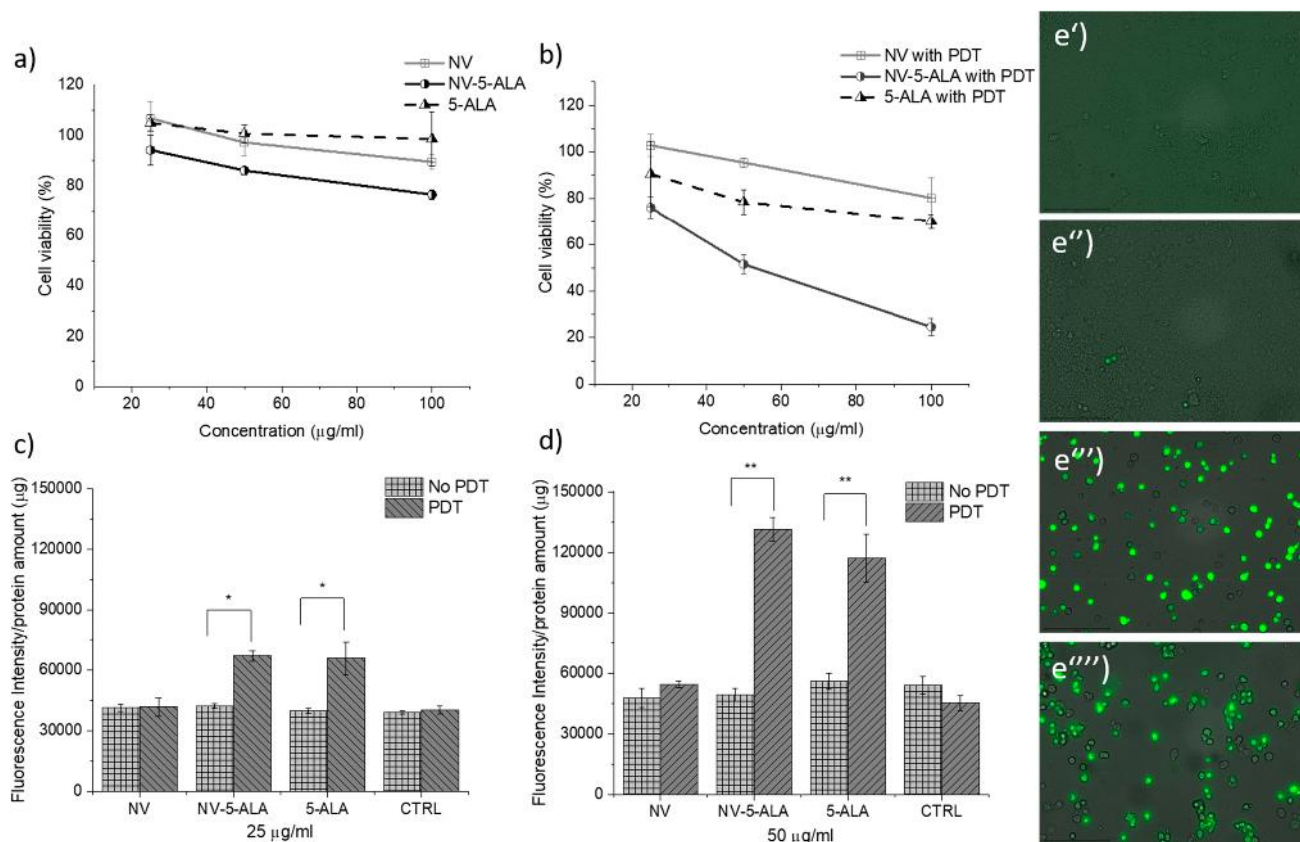 a)
NV
NV-5-ALA
5-ALA
120
100
80
60
40
20
0
Cell viability (%)
20 40 60 80 100
Concentration (μg/ml)
b)
NV with PDT
NV-5-ALA with PDT
5-ALA with PDT
120
100
80
60
40
20
0
Cell viability (%)
20 40 60 80 100
Concentration (μg/ml)
c)
No PDT
PDT
150000
120000
90000
60000
30000
0
Fluorescence Intensity/protein amount (μg)
* *
NV NV-5-ALA 5-ALA CTRL
25 μg/ml
d)
No PDT
PDT
150000
120000
90000
60000
30000
0
Fluorescence Intensity/protein amount (μg)
** **
NV NV-5-ALA 5-ALA CTRL
50 μg/ml
e')
e'')
e''')
e'''')